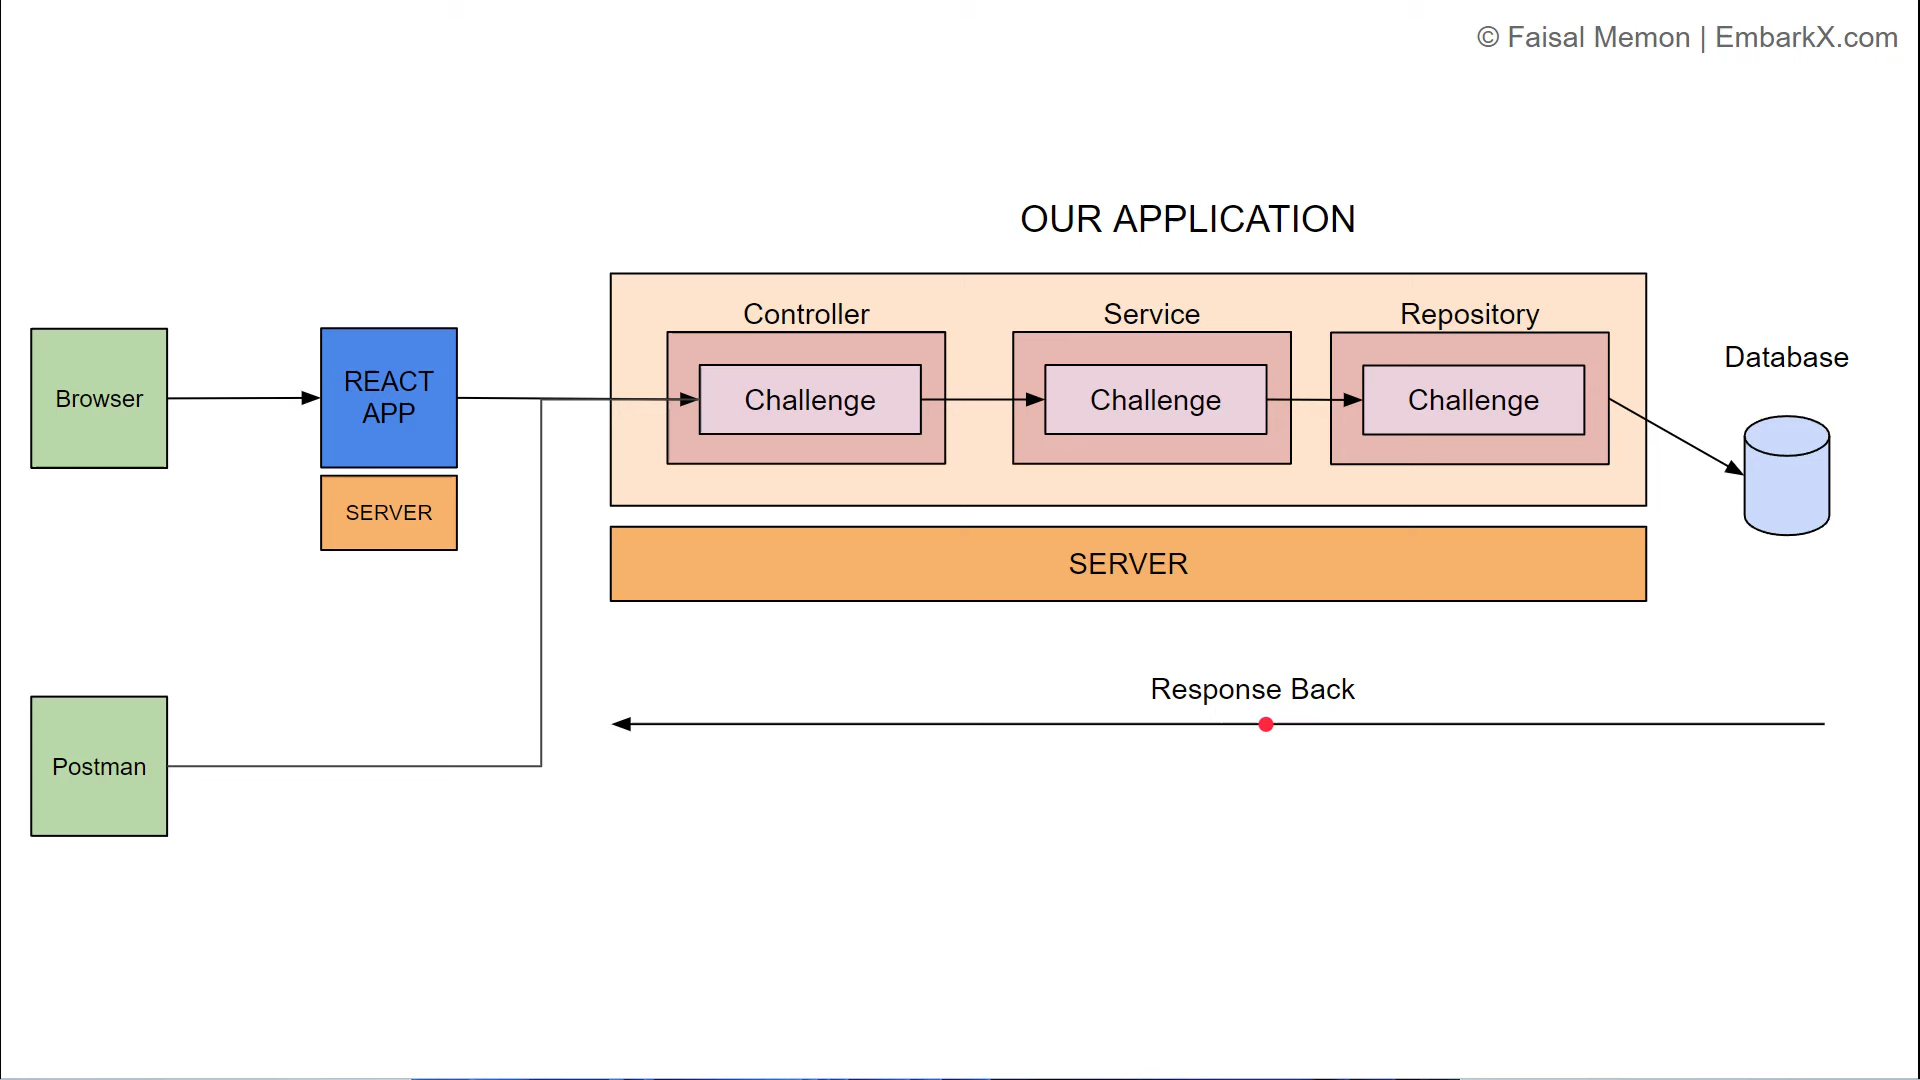 © Faisal Memon | EmbarkX.com
OUR APPLICATION
Controller
Service
Repository
Database
Browser
REACT
APP
Challenge
Challenge
Challenge
SERVER
SERVER
Response Back
Postman